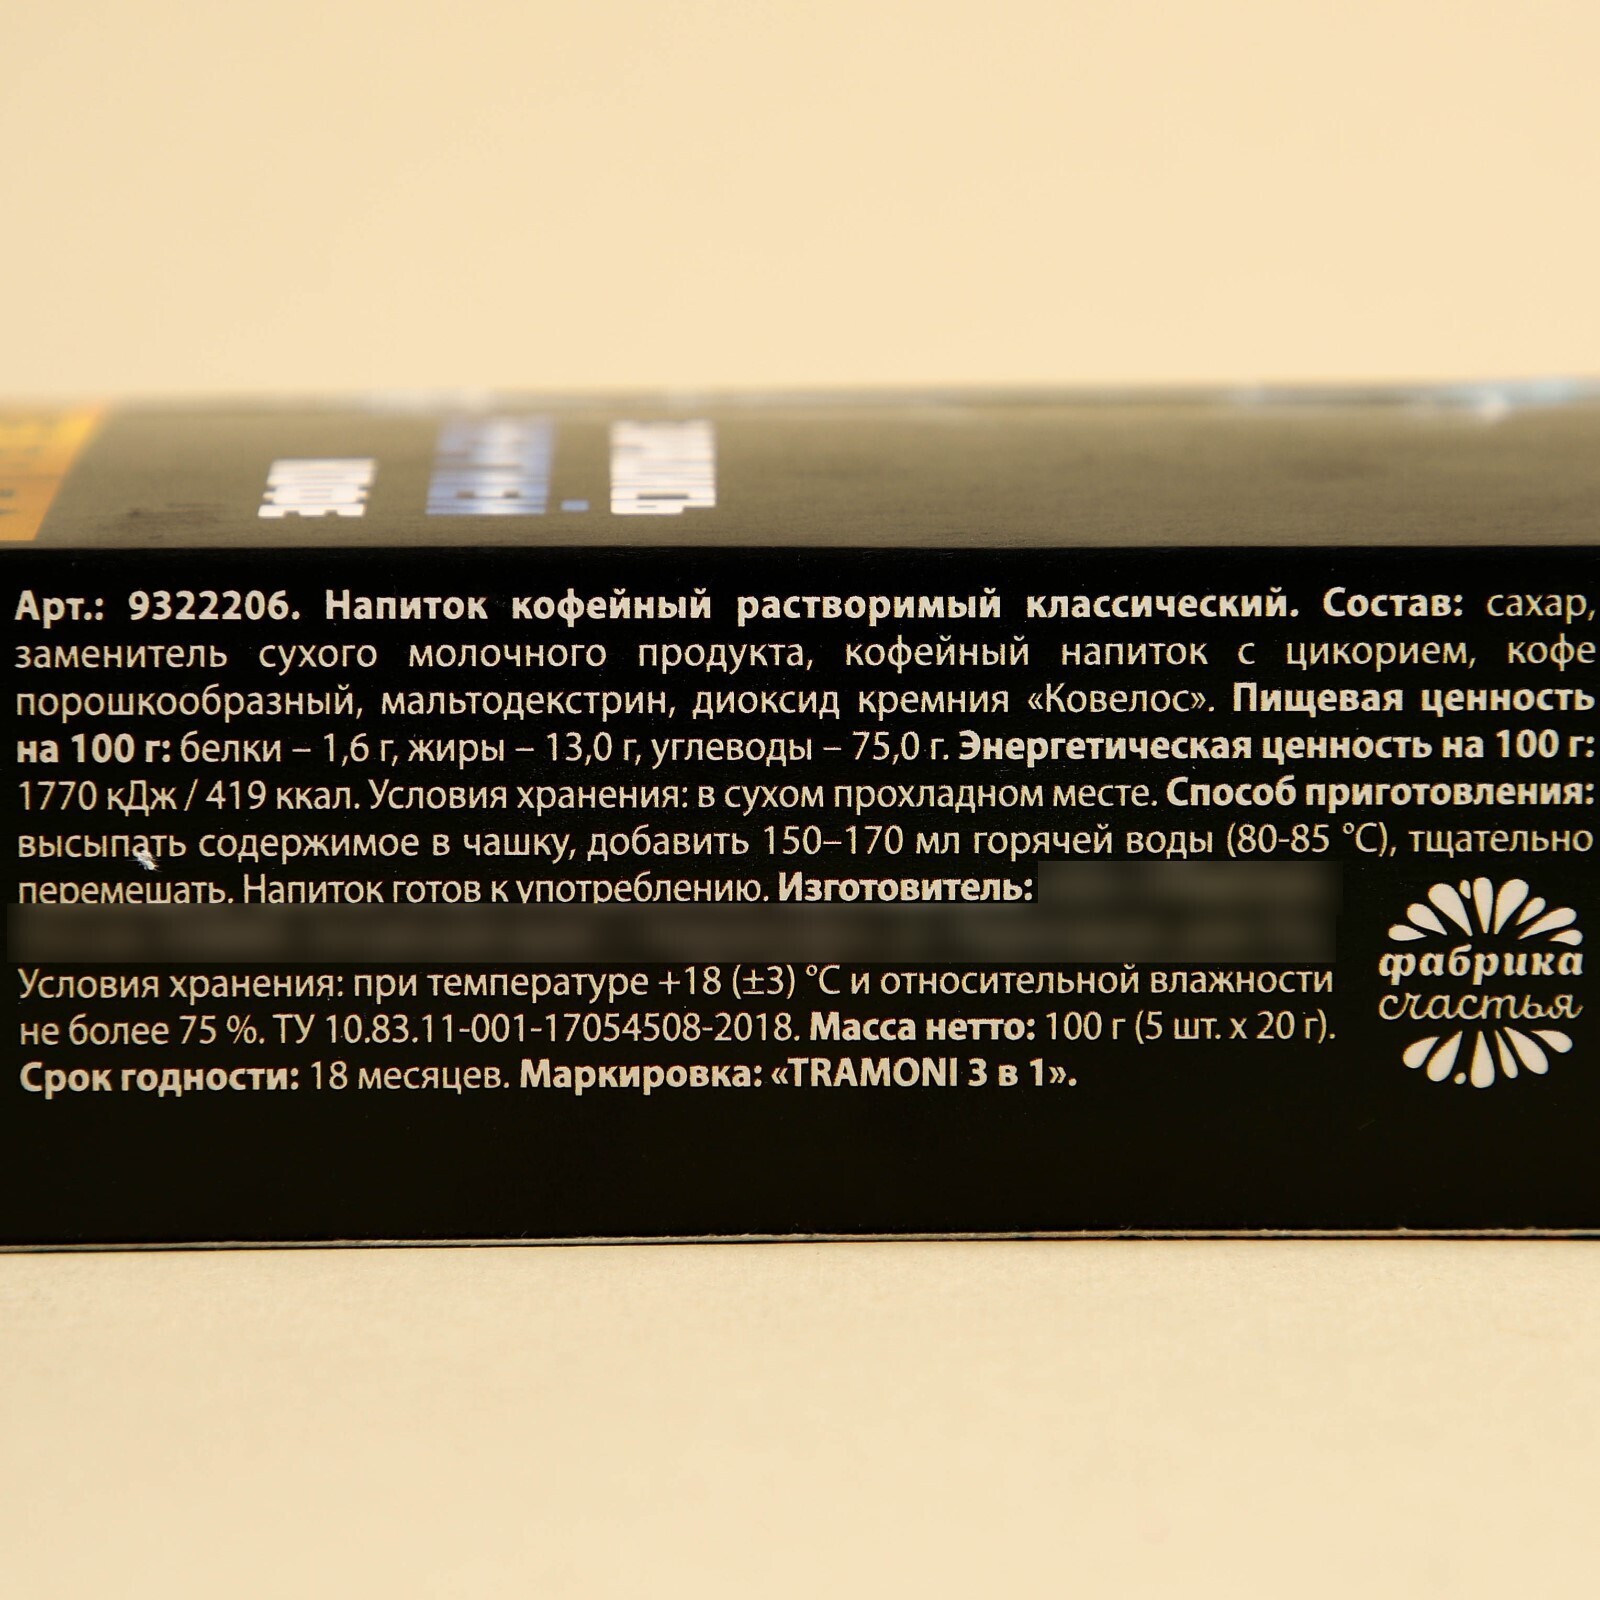 Арт.: 9322206. Напиток кофейный растворимый классический. Состав: сахар,
заменитель сухого молочного продукта, кофейный напиток с цикорием, кофе
порошкообразный, мальтодекстрин, диоксид кремния «Ковелос». Пищевая ценность
на 100 г: белки – 1,6 г, жиры – 13,0 г, углеводы – 75,0 г. Энергетическая ценность на 100 г:
1770 кДж / 419 ккал. Условия хранения: в сухом прохладном месте. Способ приготовления:
высыпать содержимое в чашку, добавить 150–170 мл горячей воды (80-85 °С), тщательно
перемешать. Напиток готов к употреблению. Изготовитель:
Условия хранения: при температуре +18 (±3) °С и относительной влажности
не более 75 %. ТУ 10.83.11-001-17054508-2018. Масса нетто: 100 г (5 шт. х 20 г).
Срок годности: 18 месяцев. Маркировка: «TRAMONI 3 в 1».
фабрика
счастья